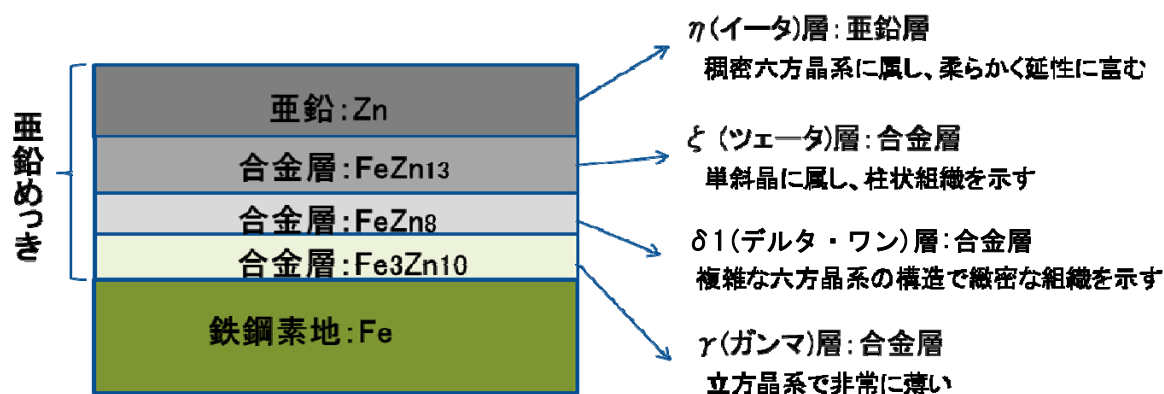 亜鉛めっき
亜鉛:Zn
合金層:FeZn13
合金層:FeZn8
合金層:Fe3Zn10
鉄鋼素地:Fe
η(イータ)層:亜鉛層
稠密六方晶系に属し、柔らかく延性に富む
ξ(ツェータ)層:合金層
単斜晶に属し、柱状組織を示す
δ1(デルタ・ワン)層:合金層
複雑な六方晶系の構造で緻密な組織を示す
γ(ガンマ)層:合金層
立方晶系で非常に薄い